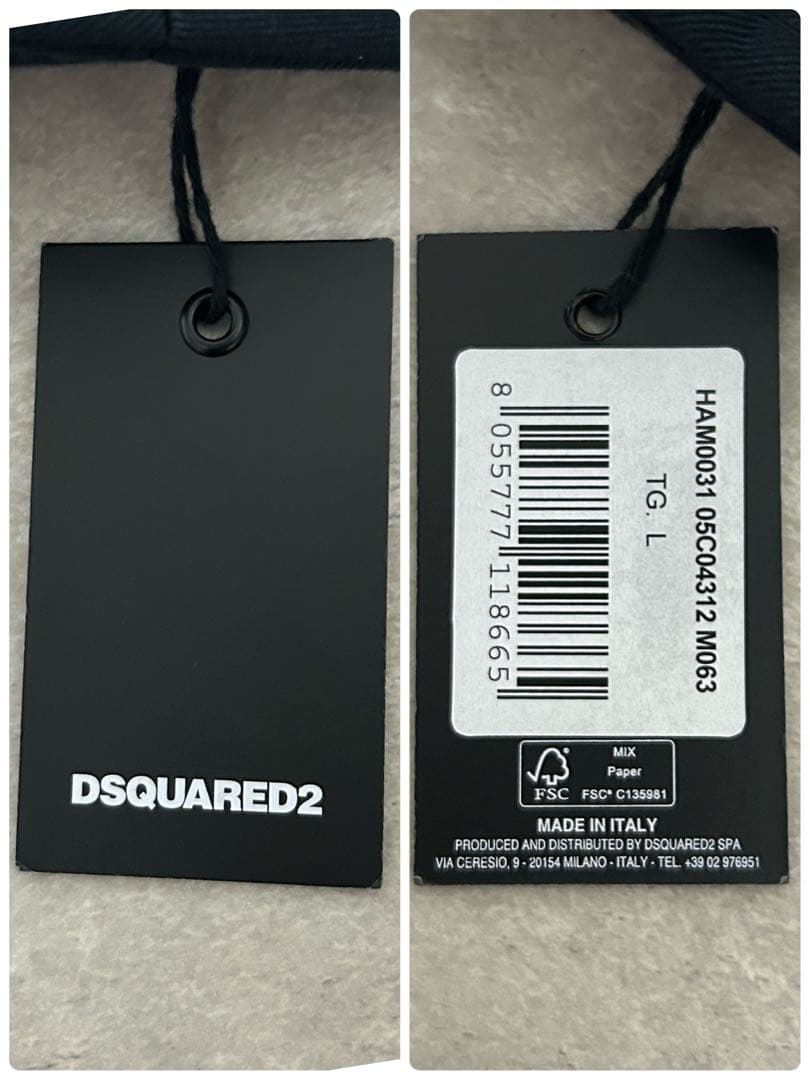 DSQUARED2
HAM0031 05C04312 M063
TG. L
8 055777 118665
FSC
MIX
Paper
FSC® C135981
MADE IN ITALY
PRODUCED AND DISTRIBUTED BY DSQUARED2 SPA
VIA CERESIO, 9 - 20154 MILANO - ITALY - TEL. +39 02 976951